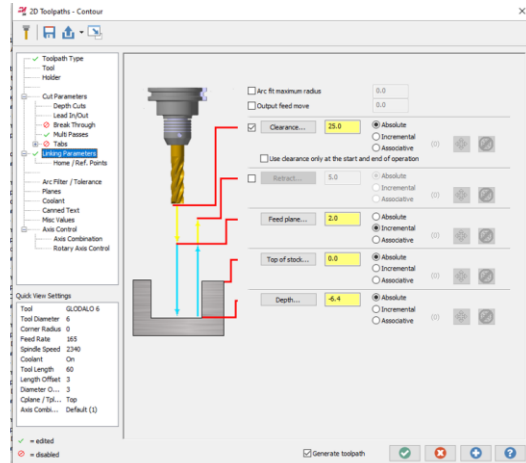 2D Toolpaths - Contour
Toolpath Type
Tool
Holder
Cut Parameters
Depth Cuts
Lead In/Out
Break Through
Multi Passes
Tabs
Linking Parameters
Home / Ref. Points
Arc Filter / Tolerance
Planes
Coolant
Canned Text
Misc Values
Axis Control
Axis Combination
Rotary Axis Control
Quick View Settings
Tool GLODALO 6
Tool Diameter 6
Corner Radius 0
Feed Rate 165
Spindle Speed 2340
Coolant On
Tool Length 60
Length Offset 3
Diameter O... 3
Cplane / Tpl... Top
Axis Combi... Default (1)
= edited
= disabled
Arc fit maximum radius 0.0
Output feed move 0.0
Clearance... 25.0 Absolute
Incremental
Associative (0)
Use clearance only at the start and end of operation
Retract... 5.0 Absolute
Incremental
Associative (0)
Feed plane... 2.0 Absolute
Incremental
Associative (0)
Top of stock... 0.0 Absolute
Incremental
Associative (0)
Depth... -6.4 Absolute
Incremental
Associative (0)
Generate toolpath